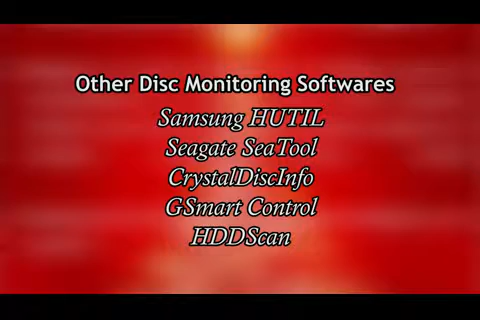 Other Disc Monitoring Softwares
Samsung HUTIL
Seagate SeaTool
CrystalDiscInfo
GSmart Control
HDDScan